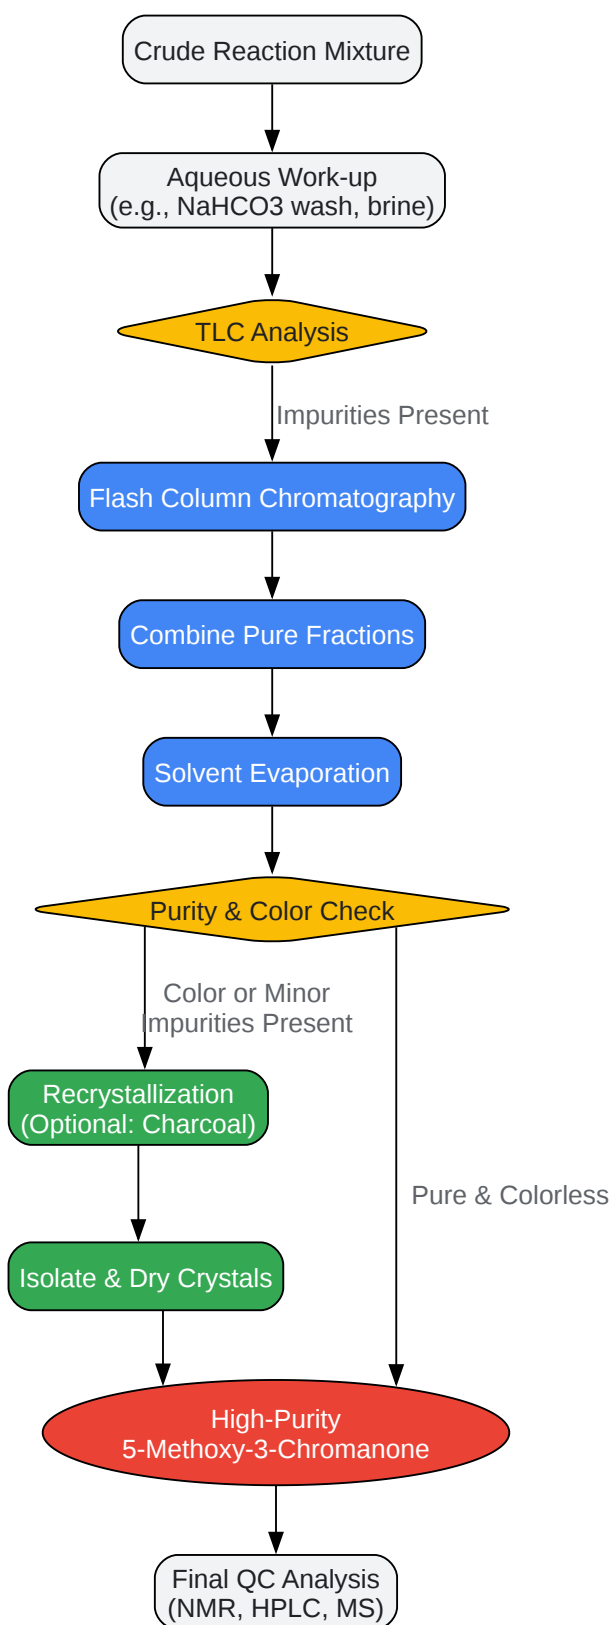 Crude Reaction Mixture
Aqueous Work-up
(e.g., NaHCO3 wash, brine)
TLC Analysis
Impurities Present
Flash Column Chromatography
Combine Pure Fractions
Solvent Evaporation
Purity & Color Check
Color or Minor
Impurities Present
Recrystallization
(Optional: Charcoal)
Pure & Colorless
Isolate & Dry Crystals
High-Purity
5-Methoxy-3-Chromanone
Final QC Analysis
(NMR, HPLC, MS)